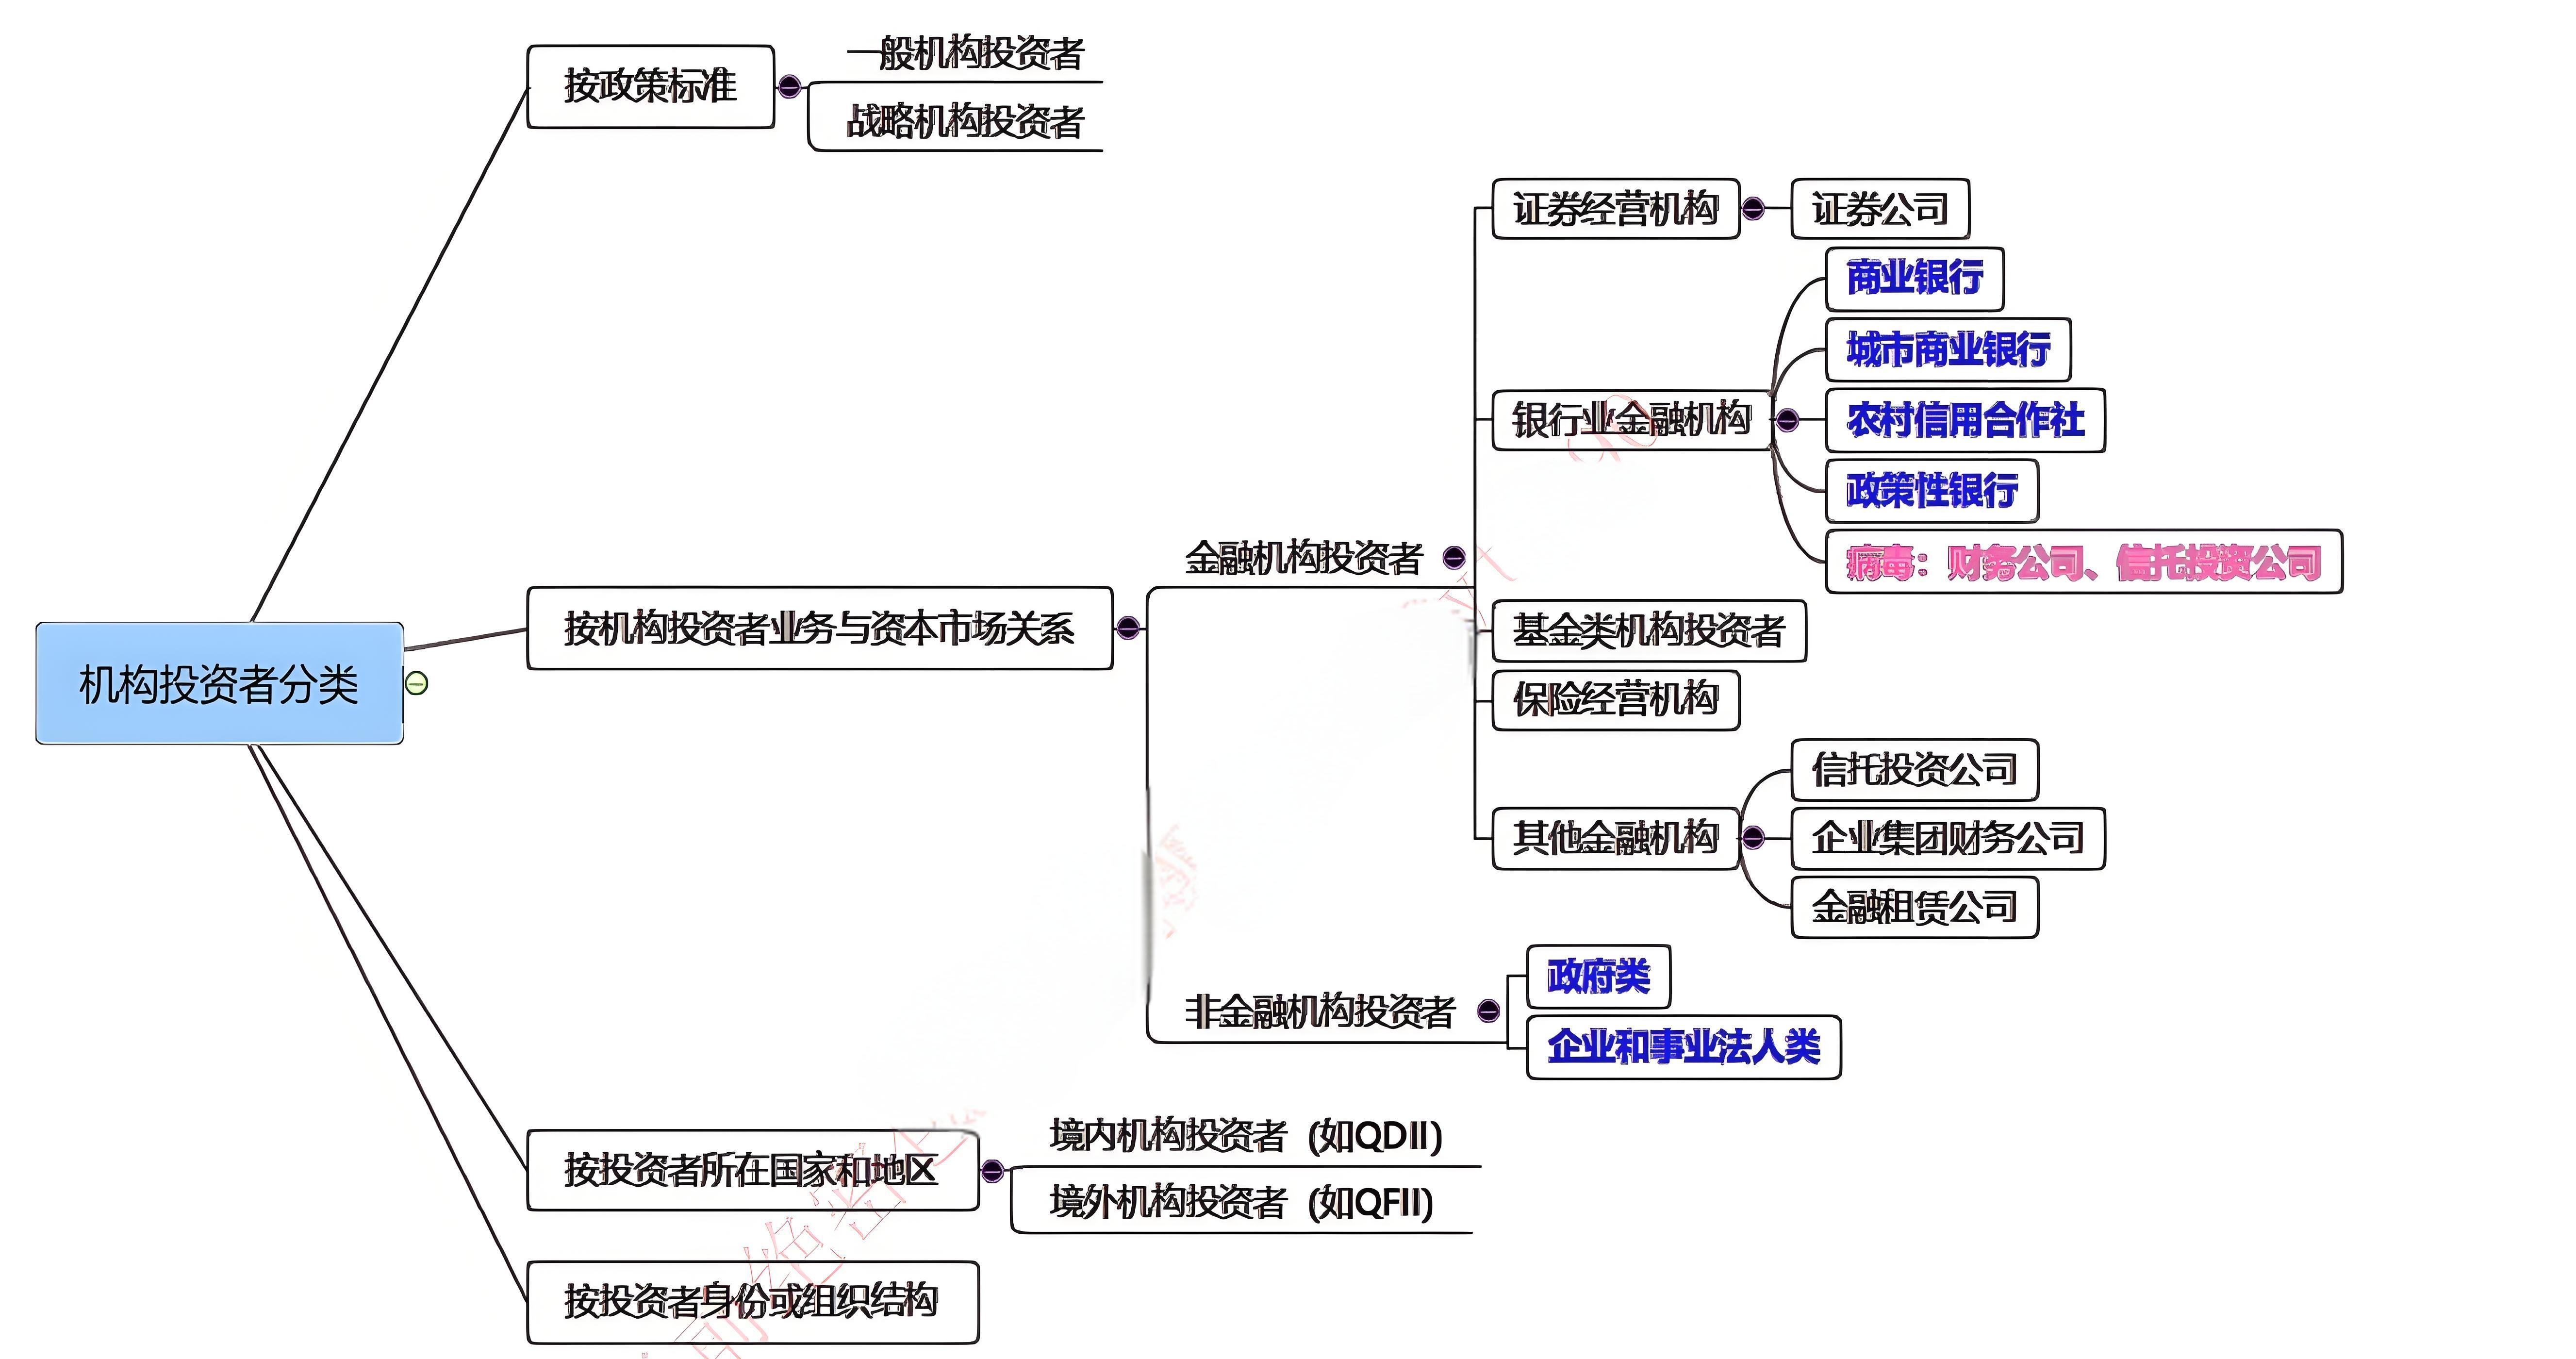 机构投资者分类
按政策标准
一般机构投资者
战略机构投资者
按机构投资者业务与资本市场关系
金融机构投资者
证券经营机构
证券公司
银行业金融机构
商业银行
城市商业银行
农村信用合作社
政策性银行
病毒：财务公司、信托投资公司
基金类机构投资者
保险经营机构
其他金融机构
信托投资公司
企业集团财务公司
金融租赁公司
非金融机构投资者
政府类
企业和事业法人类
按投资者所在国家和地区
境内机构投资者（如QDII）
境外机构投资者（如QFII）
按投资者身份或组织结构